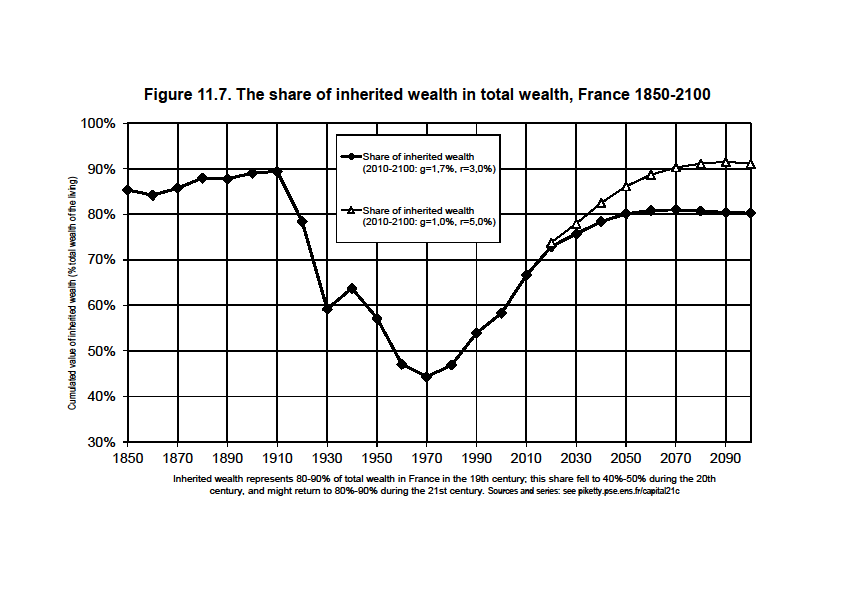 Figure 11.7. The share of inherited wealth in total wealth, France 1850-2100
Cumulated value of inherited wealth (% total wealth of the living)
100%
90%
80%
70%
60%
50%
40%
30%
Share of inherited wealth
(2010-2100: g=1,7%, r=3,0%)
Share of inherited wealth
(2010-2100: g=1,0%, r=5,0%)
1850 1870 1890 1910 1930 1950 1970 1990 2010 2030 2050 2070 2090
Inherited wealth represents 80-90% of total wealth in France in the 19th century; this share fell to 40%-50% during the 20th
century, and might return to 80%-90% during the 21st century. Sources and series: see piketty.pse.ens.fr/capital21c